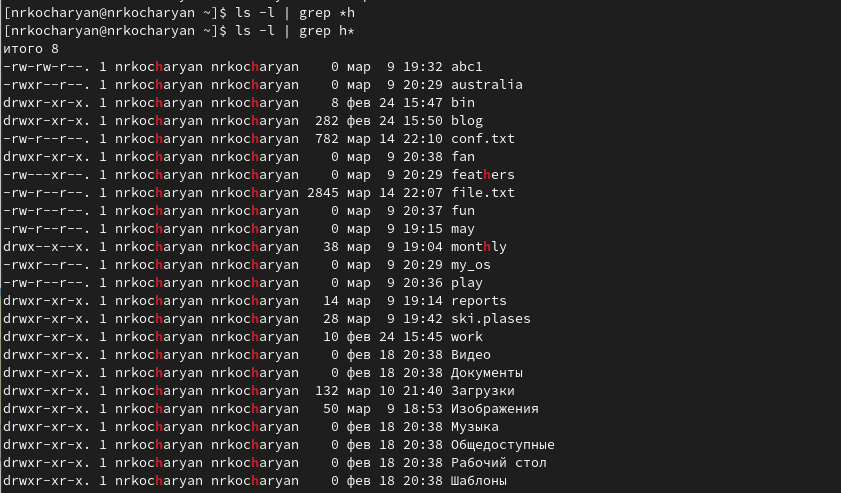 [nrkocharyan@nrkocharyan ~]$ ls -l | grep *h
[nrkocharyan@nrkocharyan ~]$ ls -l | grep h*
итого 8
-rw-rw-r--. 1 nrkocharyan nrkocharyan    0 мар  9 19:32 abc1
-rwxr--r--. 1 nrkocharyan nrkocharyan    0 мар  9 20:29 australia
drwxr-xr-x. 1 nrkocharyan nrkocharyan    8 фев 24 15:47 bin
drwxr-xr-x. 1 nrkocharyan nrkocharyan  282 фев 24 15:50 blog
-rw-r--r--. 1 nrkocharyan nrkocharyan  782 мар 14 22:10 conf.txt
drwxr-xr-x. 1 nrkocharyan nrkocharyan    0 мар  9 20:38 fan
-rw---xr--. 1 nrkocharyan nrkocharyan    0 мар  9 20:29 feathers
-rw-r--r--. 1 nrkocharyan nrkocharyan 2845 мар 14 22:07 file.txt
-rw-r--r--. 1 nrkocharyan nrkocharyan    0 мар  9 20:37 fun
-rw-r--r--. 1 nrkocharyan nrkocharyan    0 мар  9 19:15 may
drwx--x--x. 1 nrkocharyan nrkocharyan   38 мар  9 19:04 monthly
-rw-r--r--. 1 nrkocharyan nrkocharyan    0 мар  9 20:29 my_os
-rw-r--r--. 1 nrkocharyan nrkocharyan    0 мар  9 20:36 play
drwxr-xr-x. 1 nrkocharyan nrkocharyan   14 мар  9 19:14 reports
drwxr-xr-x. 1 nrkocharyan nrkocharyan   28 мар  9 19:42 ski.plases
drwxr-xr-x. 1 nrkocharyan nrkocharyan   10 фев 24 15:45 work
drwxr-xr-x. 1 nrkocharyan nrkocharyan    0 фев 18 20:38 Видео
drwxr-xr-x. 1 nrkocharyan nrkocharyan    0 фев 18 20:38 Документы
drwxr-xr-x. 1 nrkocharyan nrkocharyan  132 мар 10 21:40 Загрузки
drwxr-xr-x. 1 nrkocharyan nrkocharyan   50 мар  9 18:53 Изображения
drwxr-xr-x. 1 nrkocharyan nrkocharyan    0 фев 18 20:38 Музыка
drwxr-xr-x. 1 nrkocharyan nrkocharyan    0 фев 18 20:38 Общедоступные
drwxr-xr-x. 1 nrkocharyan nrkocharyan    0 фев 18 20:38 Рабочий стол
drwxr-xr-x. 1 nrkocharyan nrkocharyan    0 фев 18 20:38 Шаблоны